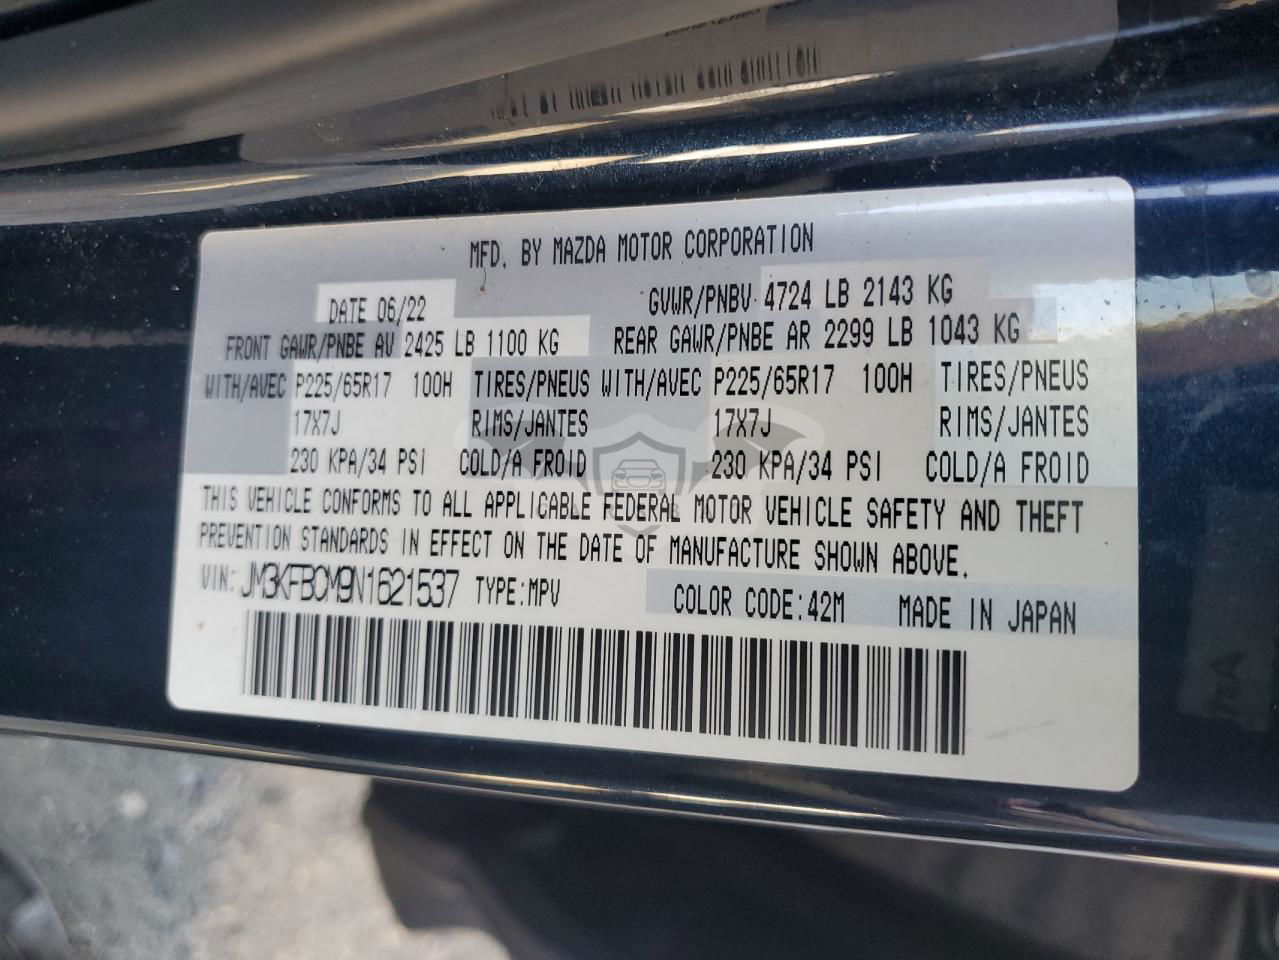 MFD. BY MAZDA MOTOR CORPORATION
DATE 06/22 GVWR/PNBV 4724 LB 2143 KG
FRONT GAWR/PNBE AV 2425 LB 1100 KG REAR GAWR/PNBE AR 2299 LB 1043 KG
WITH/AVEC P225/65R17 100H TIRES/PNEUS WITH/AVEC P225/65R17 100H TIRES/PNEUS
17X7J RIMS/JANTES 17X7J RIMS/JANTES
230 KPA/34 PSI COLD/A FROID 230 KPA/34 PSI COLD/A FROID
THIS VEHICLE CONFORMS TO ALL APPLICABLE FEDERAL MOTOR VEHICLE SAFETY AND THEFT
PREVENTION STANDARDS IN EFFECT ON THE DATE OF MANUFACTURE SHOWN ABOVE.
VIN: JM3KFBCM9N1621537 TYPE:MPV COLOR CODE:42M MADE IN JAPAN